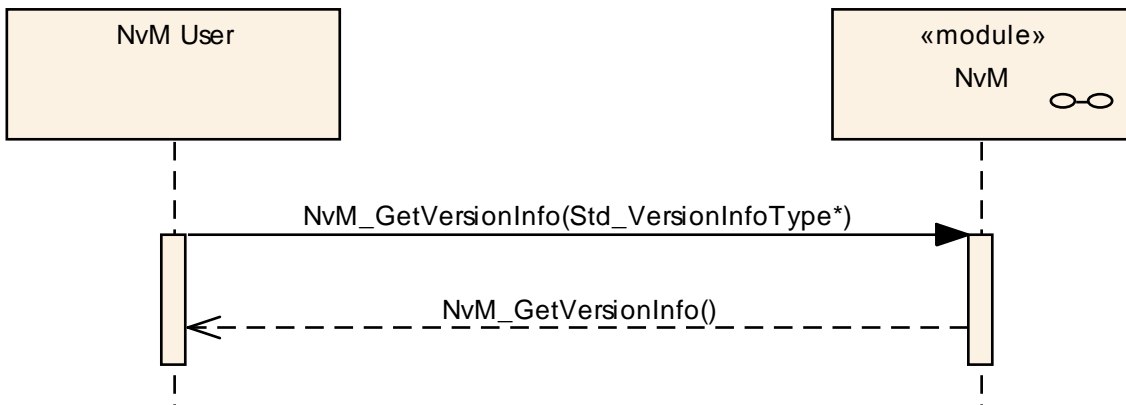 NvM User
«module»
NvM
NvM_GetVersionInfo(Std_VersionInfoType*)
NvM_GetVersionInfo()